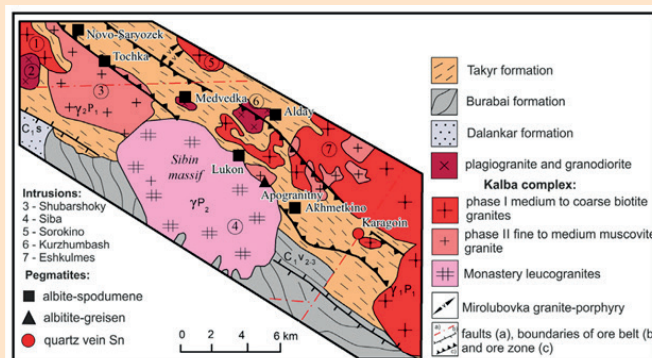 1
Novo-Saryozek
2
Tochka
3
γ₂P₁
5
Medvedka
6
Alday
7
C₁s
Sibin
massif
Lukon
γP₂
4
Apogranitny
Akhmetkino
Karagoin
C₁v₂₋₃
γ₁P₁
Intrusions:
3 - Shubarshoky
4 - Siba
5 - Sorokino
6 - Kurzhumbash
7 - Eshkulmes
Pegmatites:
albite-spodumene
albitite-greisen
quartz vein Sn
0 2 4 6 km
Takyr formation
Burabai formation
Dalankar formation
plagiogranite and granodiorite
Kalba complex:
phase I medium to coarse biotite
granites
phase II fine to medium muscovite
granite
Monastery leucogranites
Mirolubovka granite-porphyry
faults (a), boundaries of ore belt (b)
and ore zone (c)